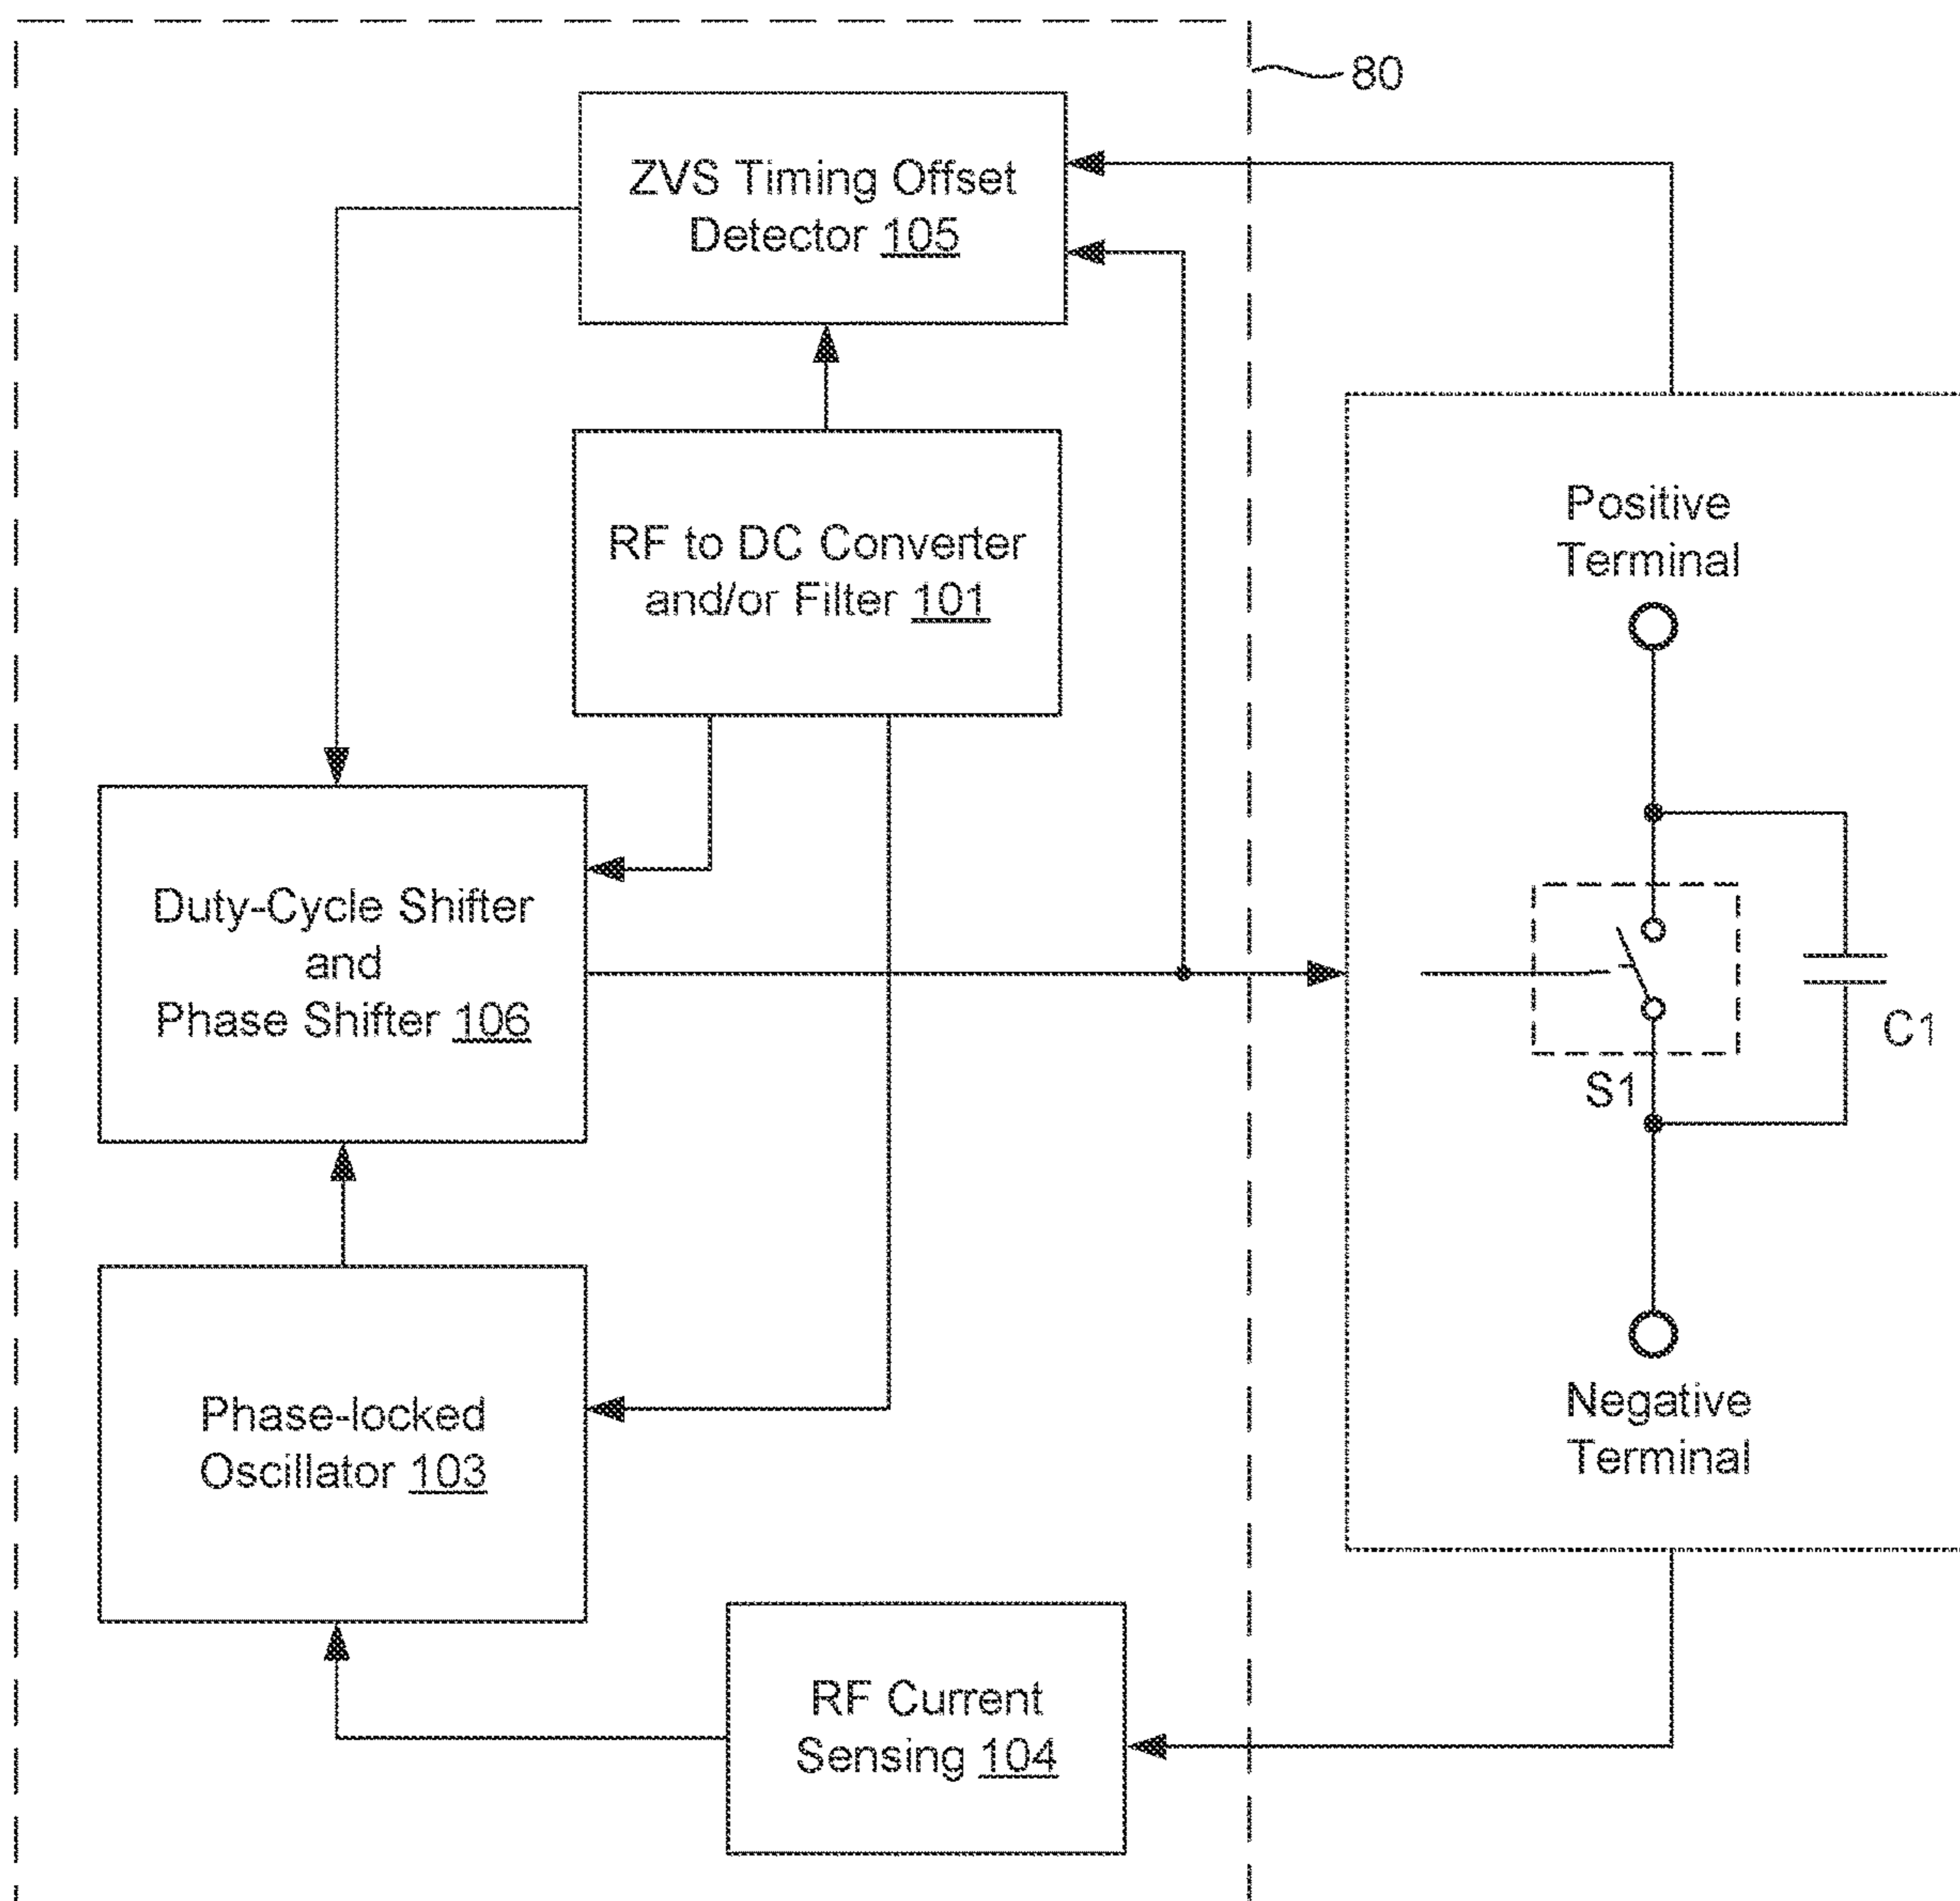 80
ZVS Timing Offset
Detector 105
RF to DC Converter
and/or Filter 101
Positive
Terminal
Duty-Cycle Shifter
and
Phase Shifter 106
C1
S1
Phase-locked
Oscillator 103
Negative
Terminal
RF Current
Sensing 104